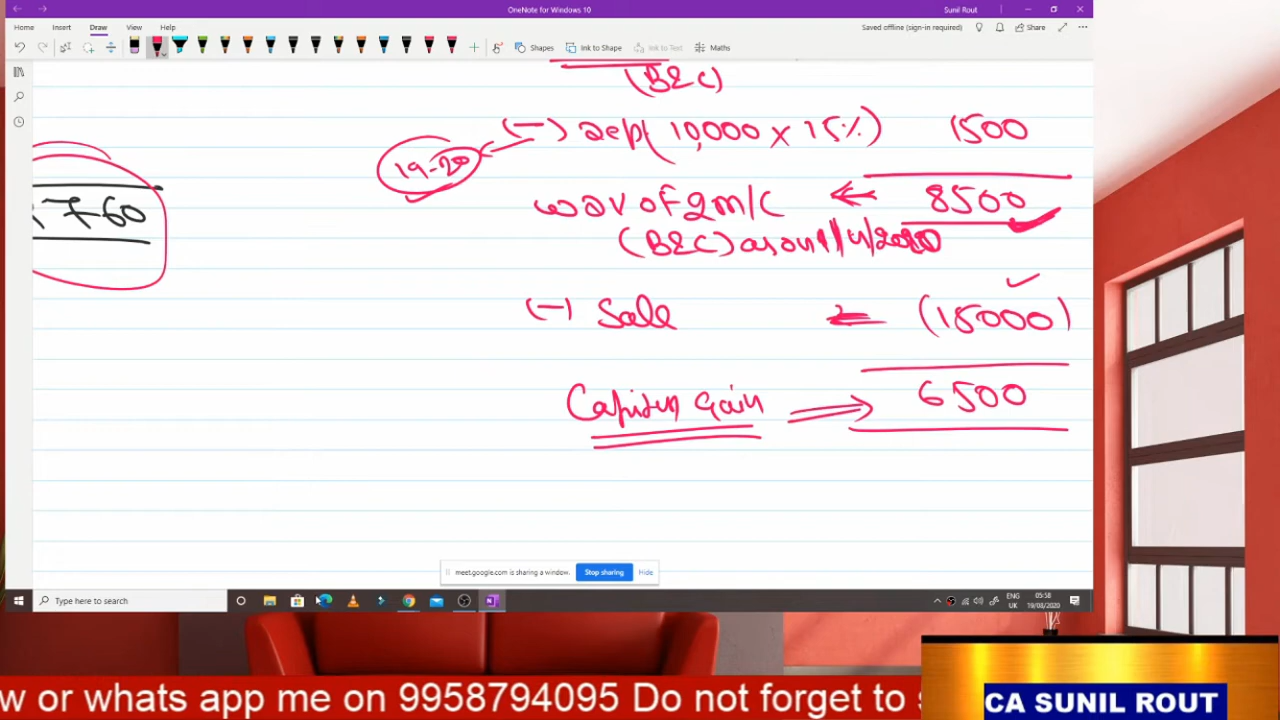 OneNote for Windows 10
Sunil Rout
Home Insert Draw View Help
Saved offline (sign-in required)
Share
Shapes Ink to Shape Ink to Text Maths
(B&C)
(-) dep( 10,000 x 15%) 1500
19-20
7760
WDV of 2 m/c 8500
(B&C) as on 1/4/2020
(-) Sale (15000)
Capital Gain 6500
meet.google.com is sharing a window. Stop sharing Hide
Type here to search
ENG
UK
05:58
19/08/2020
w or whats app me on 9958794095 Do not forget to s
CA SUNIL ROUT